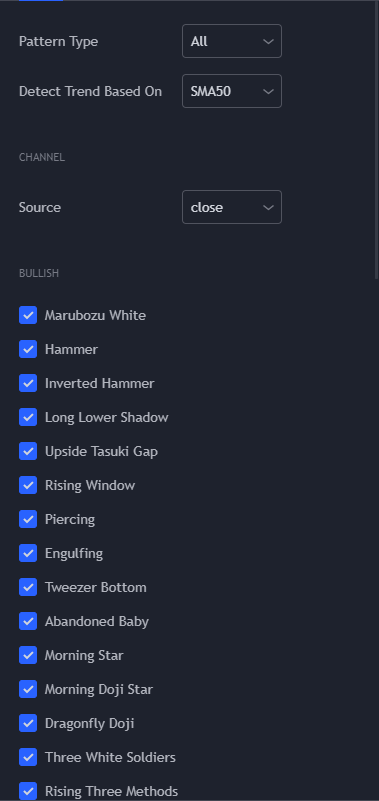 Pattern Type All
Detect Trend Based On SMA50
CHANNEL
Source close
BULLISH
Marubozu White
Hammer
Inverted Hammer
Long Lower Shadow
Upside Tasuki Gap
Rising Window
Piercing
Engulfing
Tweezer Bottom
Abandoned Baby
Morning Star
Morning Doji Star
Dragonfly Doji
Three White Soldiers
Rising Three Methods